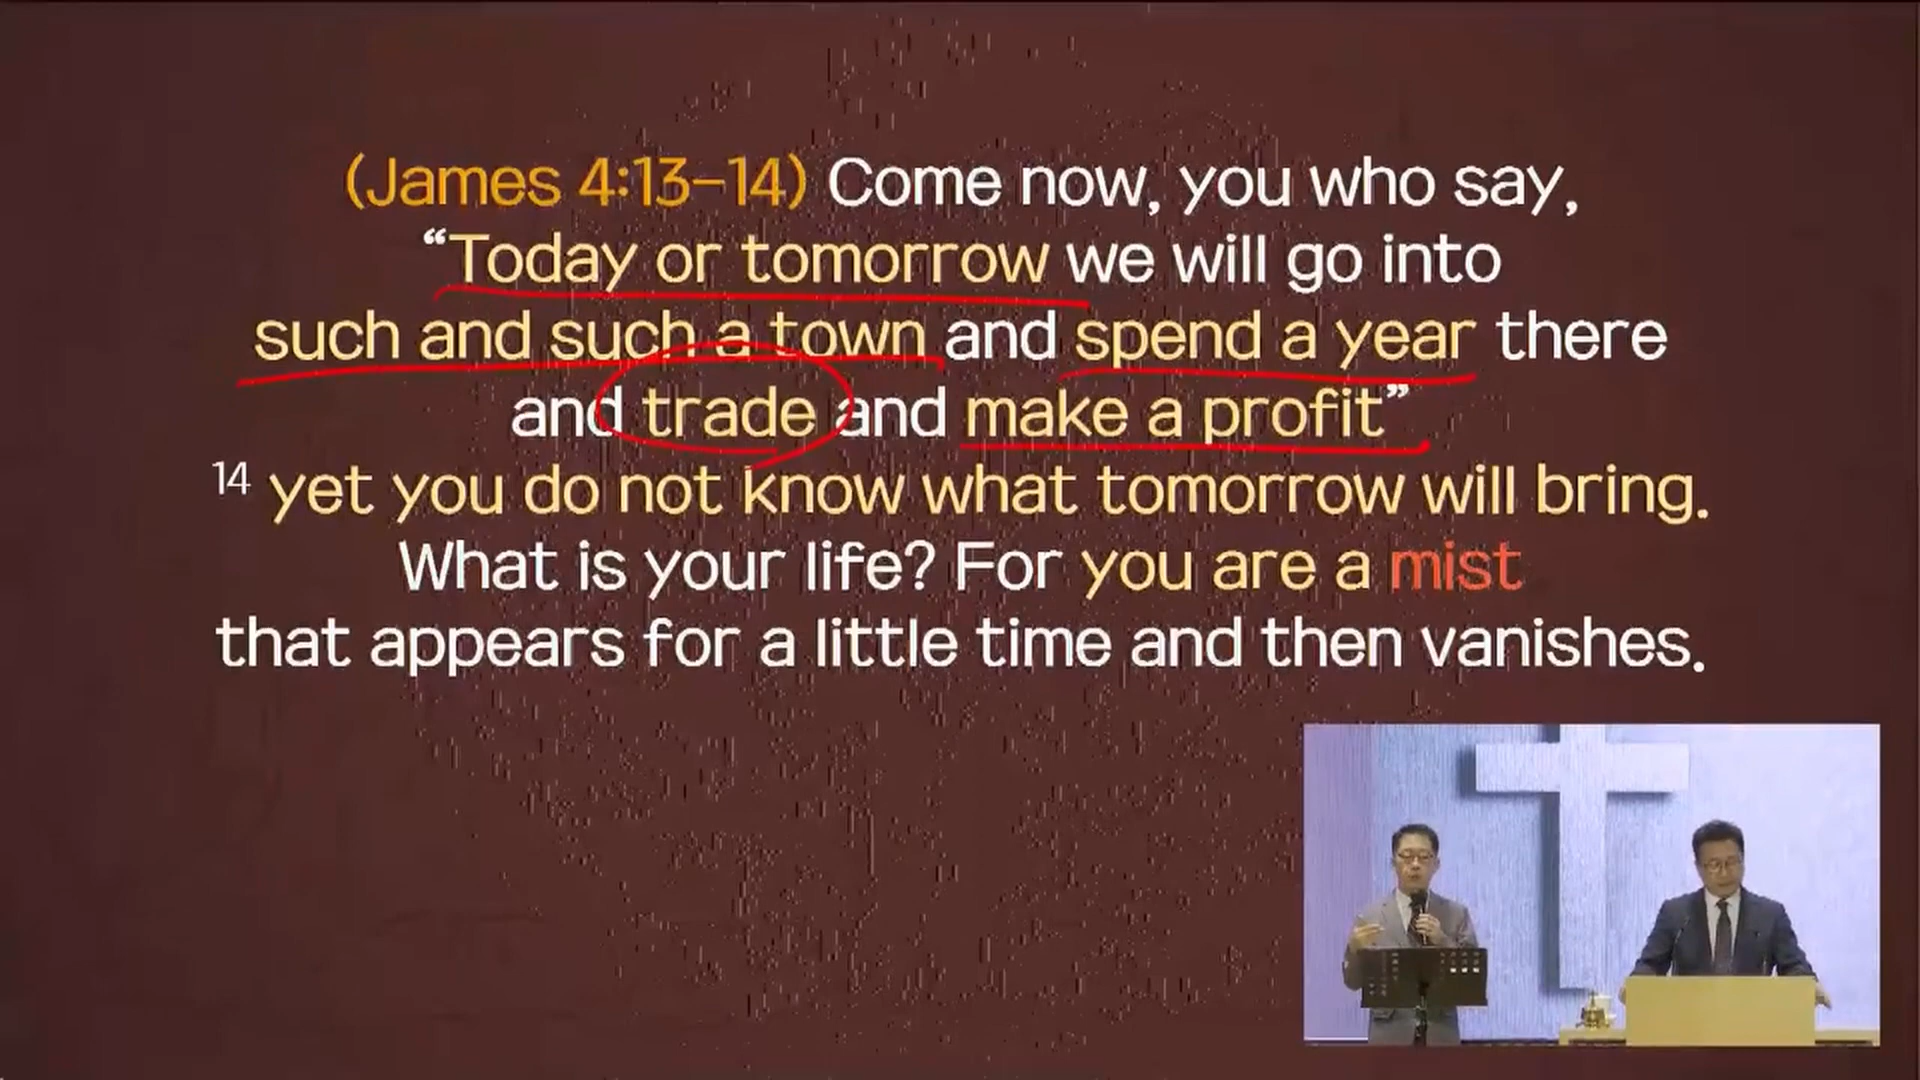 (James 4:13–14) Come now, you who say,
“Today or tomorrow we will go into
such and such a town and spend a year there
and trade and make a profit”
14 yet you do not know what tomorrow will bring.
What is your life? For you are a mist
that appears for a little time and then vanishes.